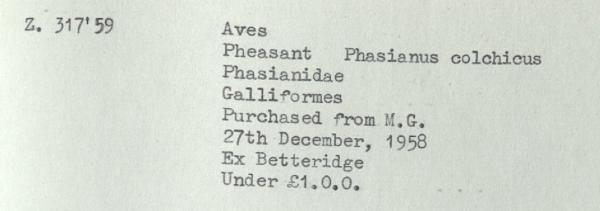 Z. 317'59 Aves
Pheasant Phasianus colchicus
Phasianidae
Galliformes
Purchased from M.G.
27th December, 1958
Ex Betteridge
Under £1.0.0.